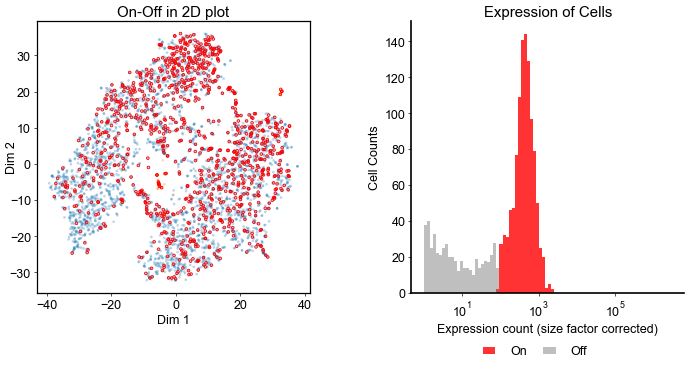 On-Off in 2D plot
30
20
10
0
−10
−20
−30
−40
−20
0
20
40
Dim 2
Dim 1
Expression of Cells
140
120
100
80
60
40
20
0
10^1
10^3
10^5
Cell Counts
Expression count (size factor corrected)
On
Off